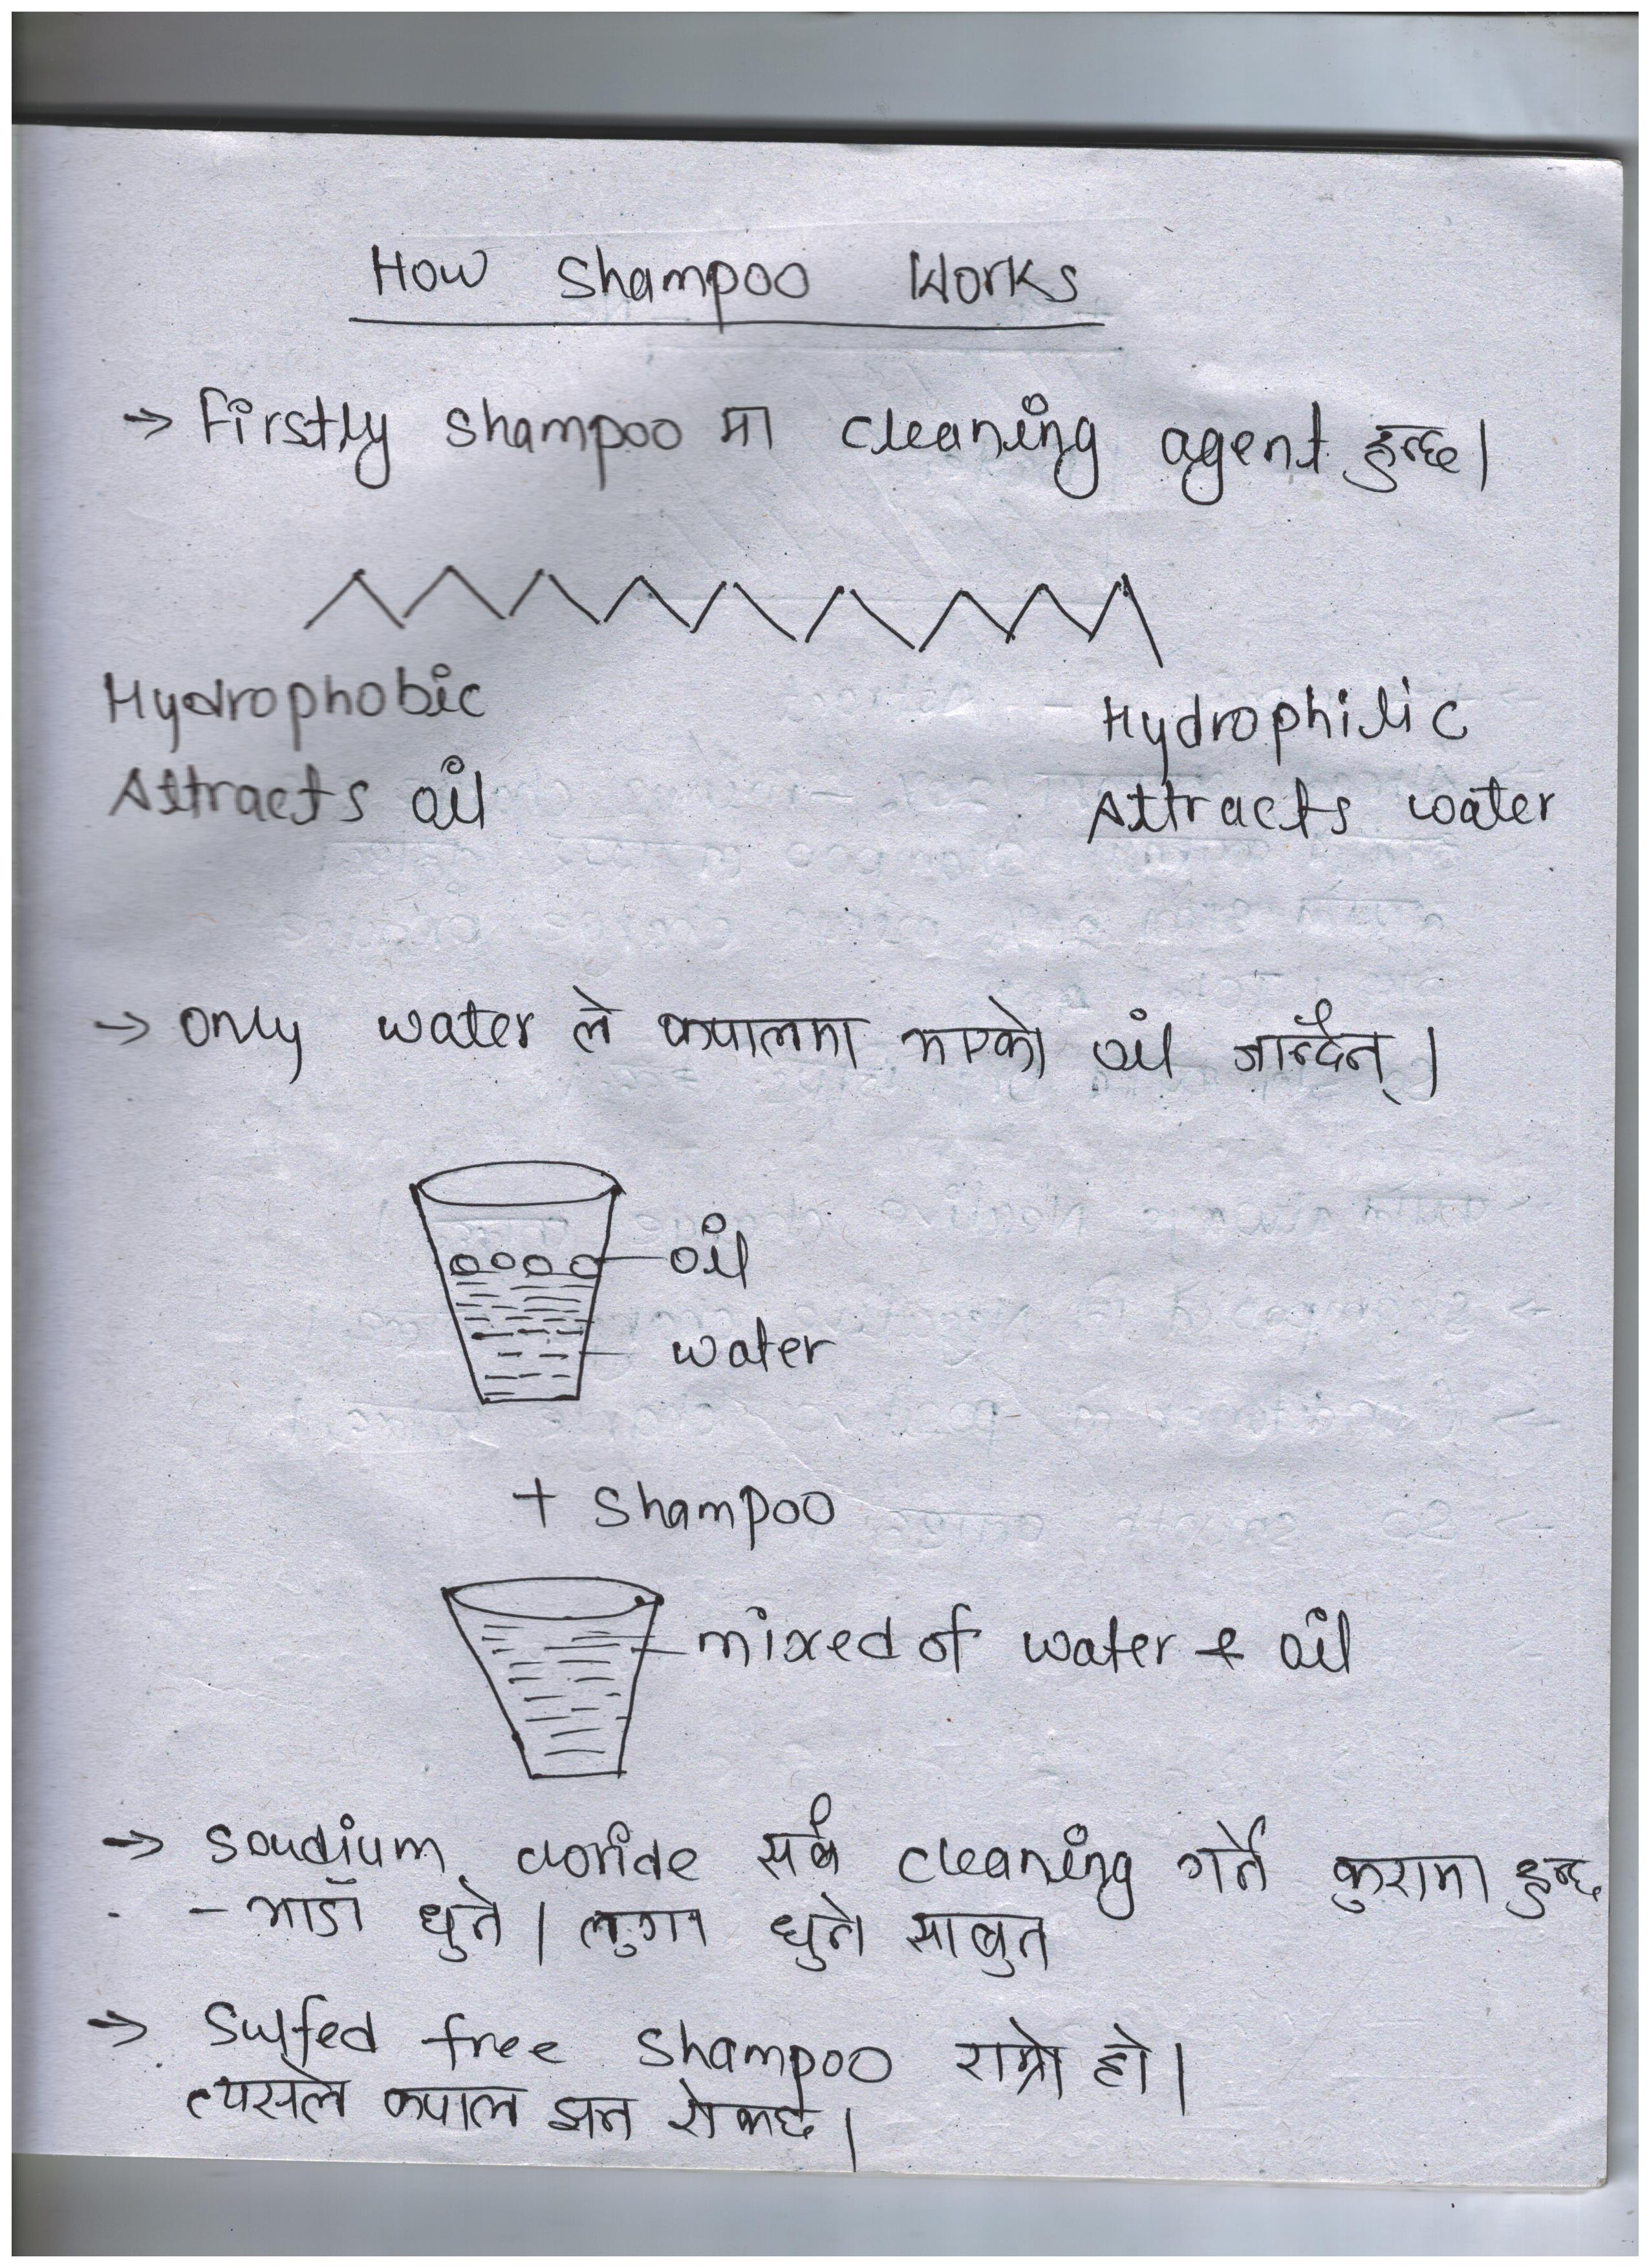 How Shampoo Works
→ Firstly shampoo मा cleaning agent हुन्छ।
Hydrophobic
Attracts oil
Hydrophilic
Attracts water
→ only water ले कपालमा भएको oil जान्दैन्।
oil
water
+ Shampoo
mixed of water & oil
→ Soudium cloride सबै cleaning गर्ने कुरामा हुन्छ
- भाडाँ धुने। लुगा धुने साबुन
→ Sulfed free shampoo राम्रो हो।
त्यसले कपाल झन रोक्छ।